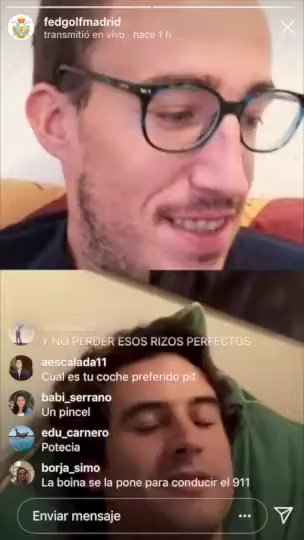 fedgolfmadrid
transmitió en vivo · hace 1 h
Y NO PERDER ESOS RIZOS PERFECTOS
aescalada11
Cual es tu coche preferido pit
babi_serrano
Un pincel
edu_carnero
Potecia
borja_simo
La boina se la pone para conducir el 911
Enviar mensaje